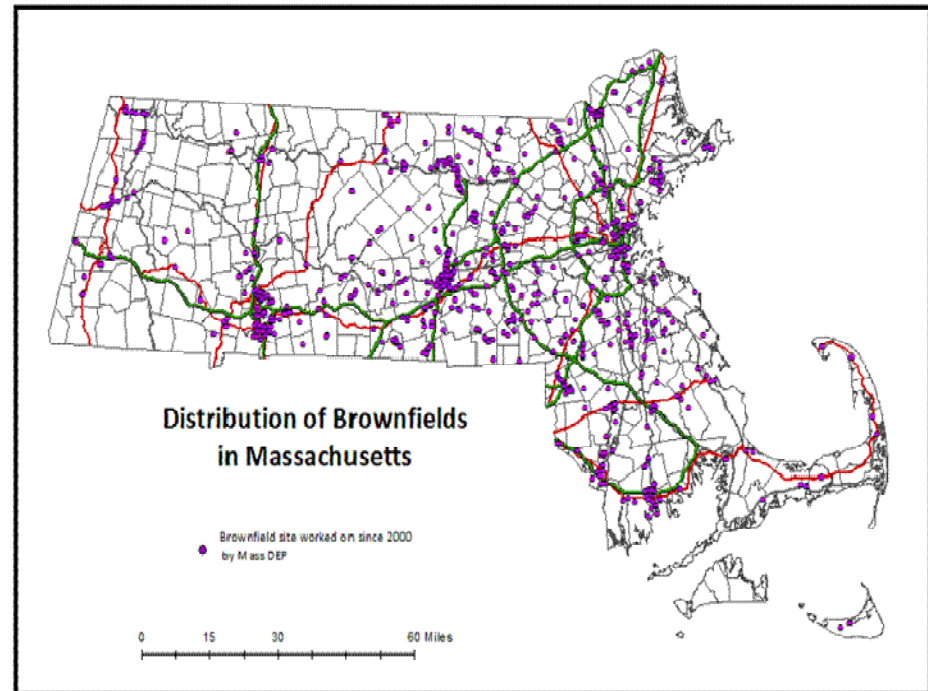 Distribution of Brownfields
in Massachusetts
Brownfield site worked on since 2000
by Mass DEP
0 15 30 60 Miles